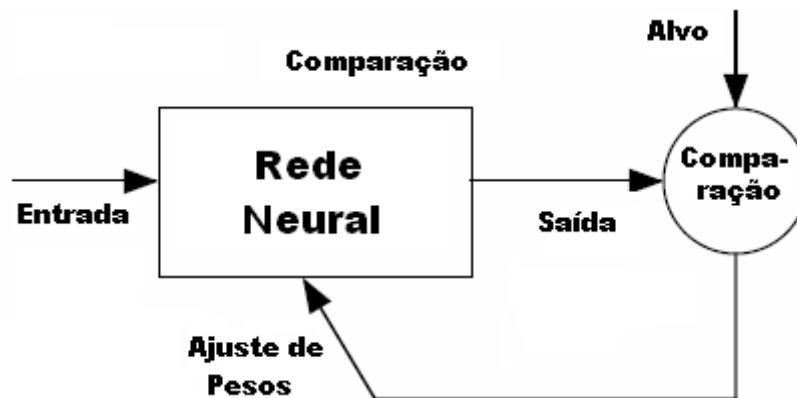 Alvo
Comparação
Rede
Neural
Compa-
ração
Entrada
Saída
Ajuste de
Pesos